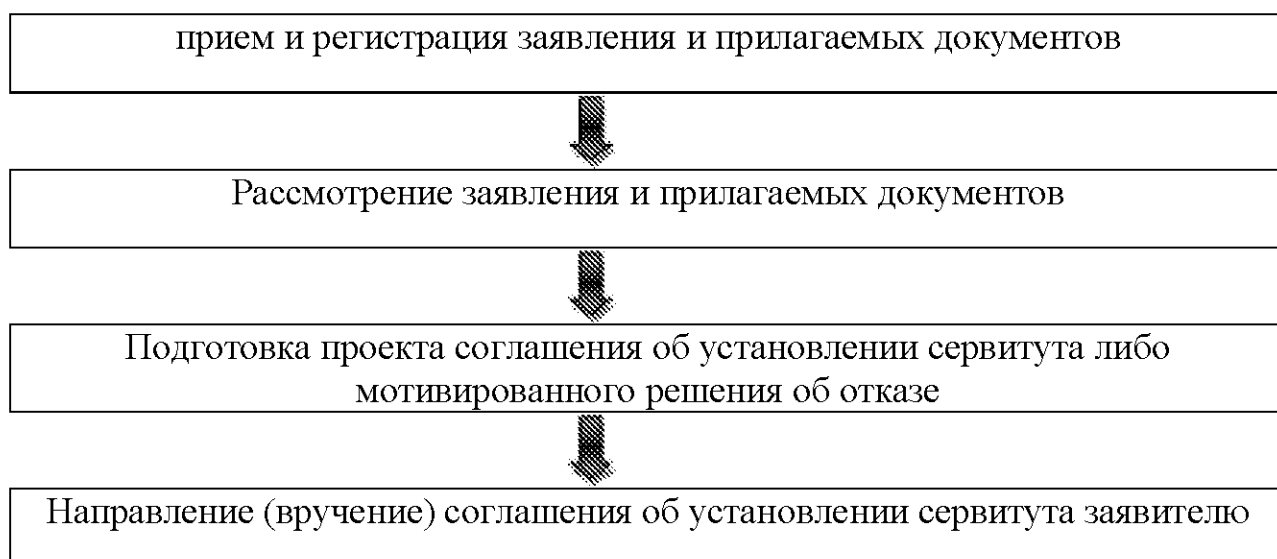 прием и регистрация заявления и прилагаемых документов
Рассмотрение заявления и прилагаемых документов
Подготовка проекта соглашения об установлении сервитута либо
мотивированного решения об отказе
Направление (вручение) соглашения об установлении сервитута заявителю